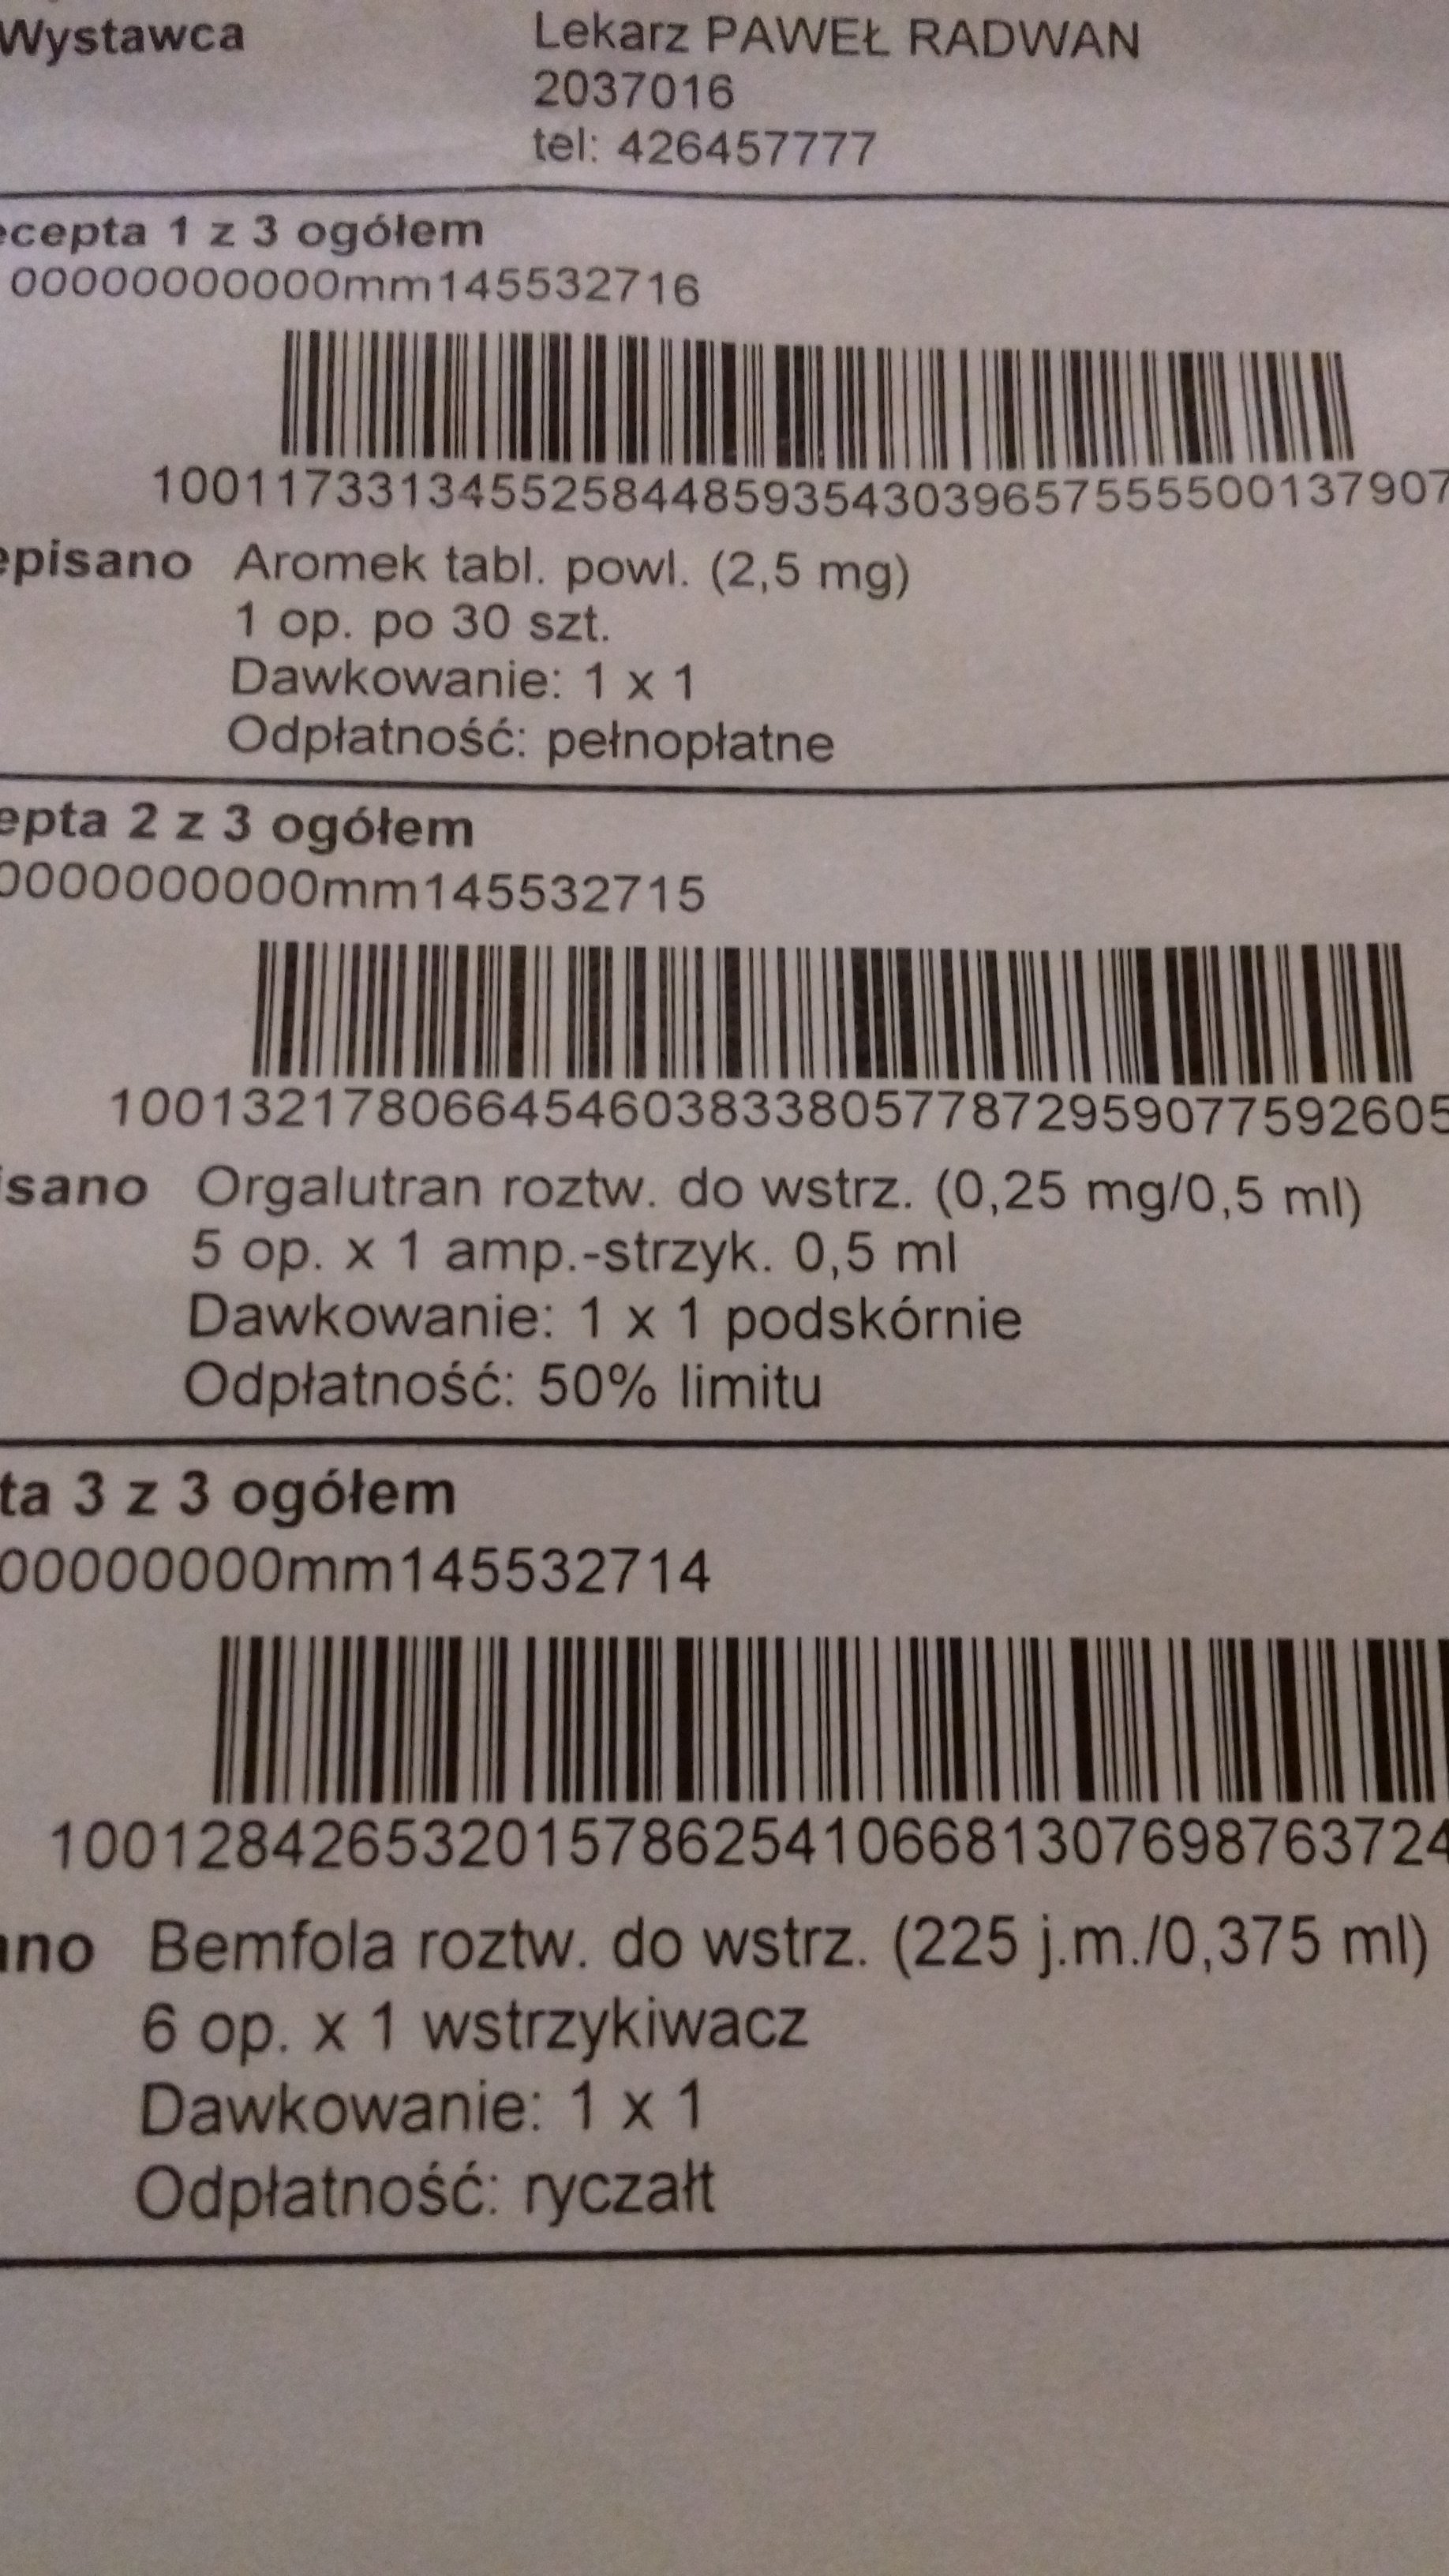 Wystawca Lekarz PAWEŁ RADWAN
2037016
tel: 426457777
ecepta 1 z 3 ogółem
00000000000mm145532716
10011733134552584485935430396575555500137907
episano Aromek tabl. powl. (2,5 mg)
1 op. po 30 szt.
Dawkowanie: 1 x 1
Odpłatność: pełnopłatne
epta 2 z 3 ogółem
0000000000mm145532715
10013217806645460383380577872959077592605
isano Orgalutran roztw. do wstrz. (0,25 mg/0,5 ml)
5 op. x 1 amp.-strzyk. 0,5 ml
Dawkowanie: 1 x 1 podskórnie
Odpłatność: 50% limitu
ta 3 z 3 ogółem
00000000mm145532714
100128426532015786254106681307698763724
ano Bemfola roztw. do wstrz. (225 j.m./0,375 ml)
6 op. x 1 wstrzykiwacz
Dawkowanie: 1 x 1
Odpłatność: ryczałt